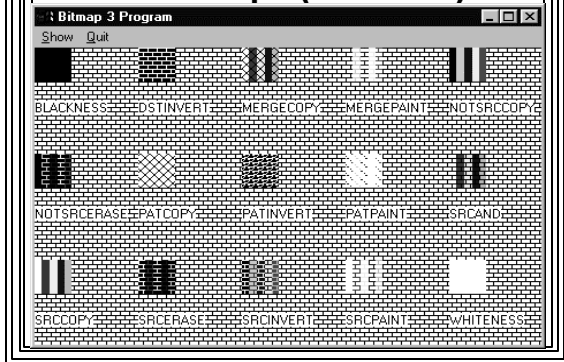 Bitmap 3 Program
Show Quit
BLACKNESS DSTINVERT MERGECOPY MERGEPAINT NOTSRCCOPY
NOTSRCERASE PATCOPY PATINVERT PATPAINT SRCAND
SRCCOPY SRCERASE SRCINVERT SRCPAINT WHITENESS